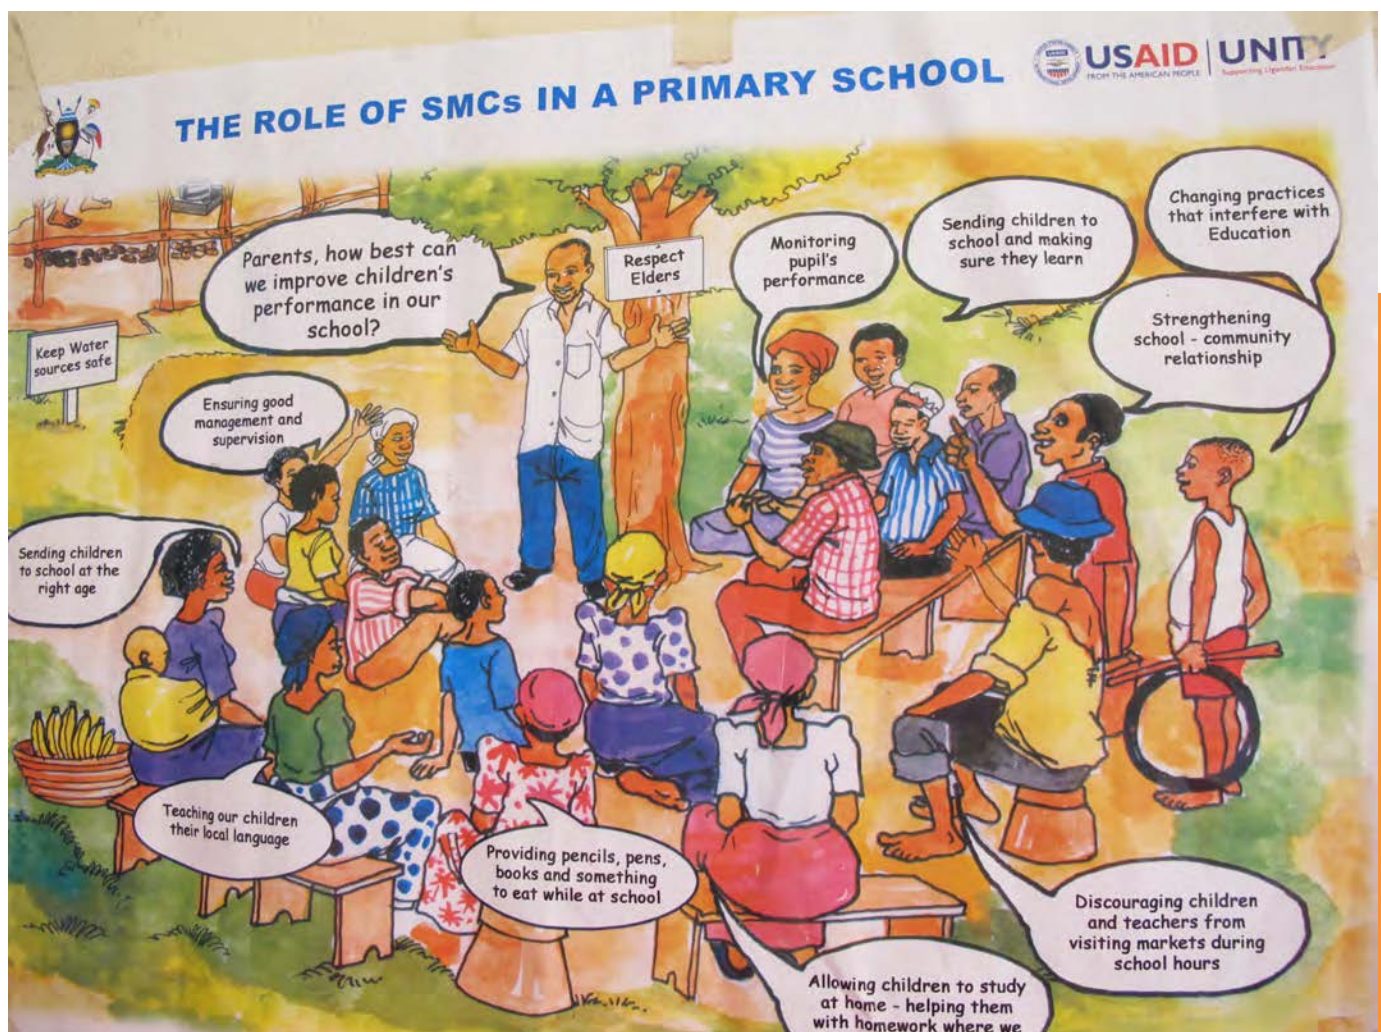 THE ROLE OF SMCs IN A PRIMARY SCHOOL
USAID
FROM THE AMERICAN PEOPLE
UNITY
Supporting Ugandan Education
Parents, how best can
we improve children's
performance in our
school?
Respect
Elders
Monitoring
pupil's
performance
Sending children to
school and making
sure they learn
Changing practices
that interfere with
Education
Strengthening
school - community
relationship
Keep Water
sources safe
Ensuring good
management and
supervision
Sending children
to school at the
right age
Teaching our children
their local language
Providing pencils, pens,
books and something
to eat while at school
Discouraging children
and teachers from
visiting markets during
school hours
Allowing children to study
at home - helping them
with homework where we